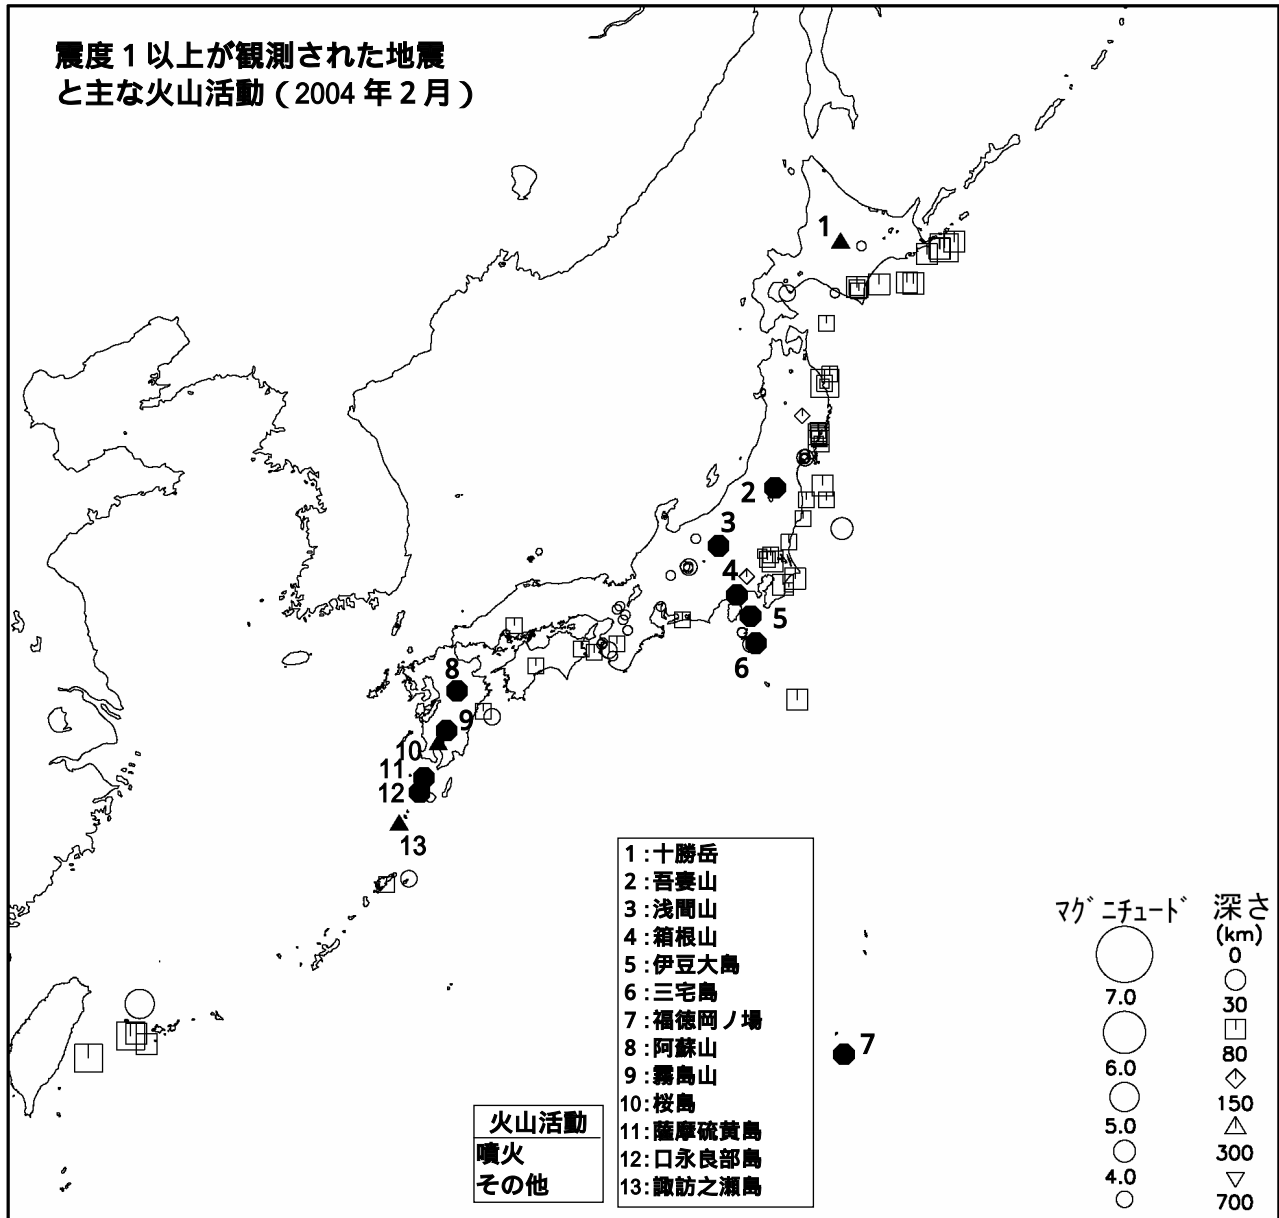 震度１以上が観測された地震
と主な火山活動（2004 年２月）
1
2
3
4
5
6
8
9
10
11
12
13
7
1:十勝岳
2:吾妻山
3:浅間山
4:箱根山
5:伊豆大島
6:三宅島
7:福徳岡ノ場
8:阿蘇山
9:霧島山
10:桜島
11:薩摩硫黄島
12:口永良部島
13:諏訪之瀬島
火山活動
噴火
その他
マグニチュード
7.0
6.0
5.0
4.0
深さ
(km)
0
30
80
150
300
700